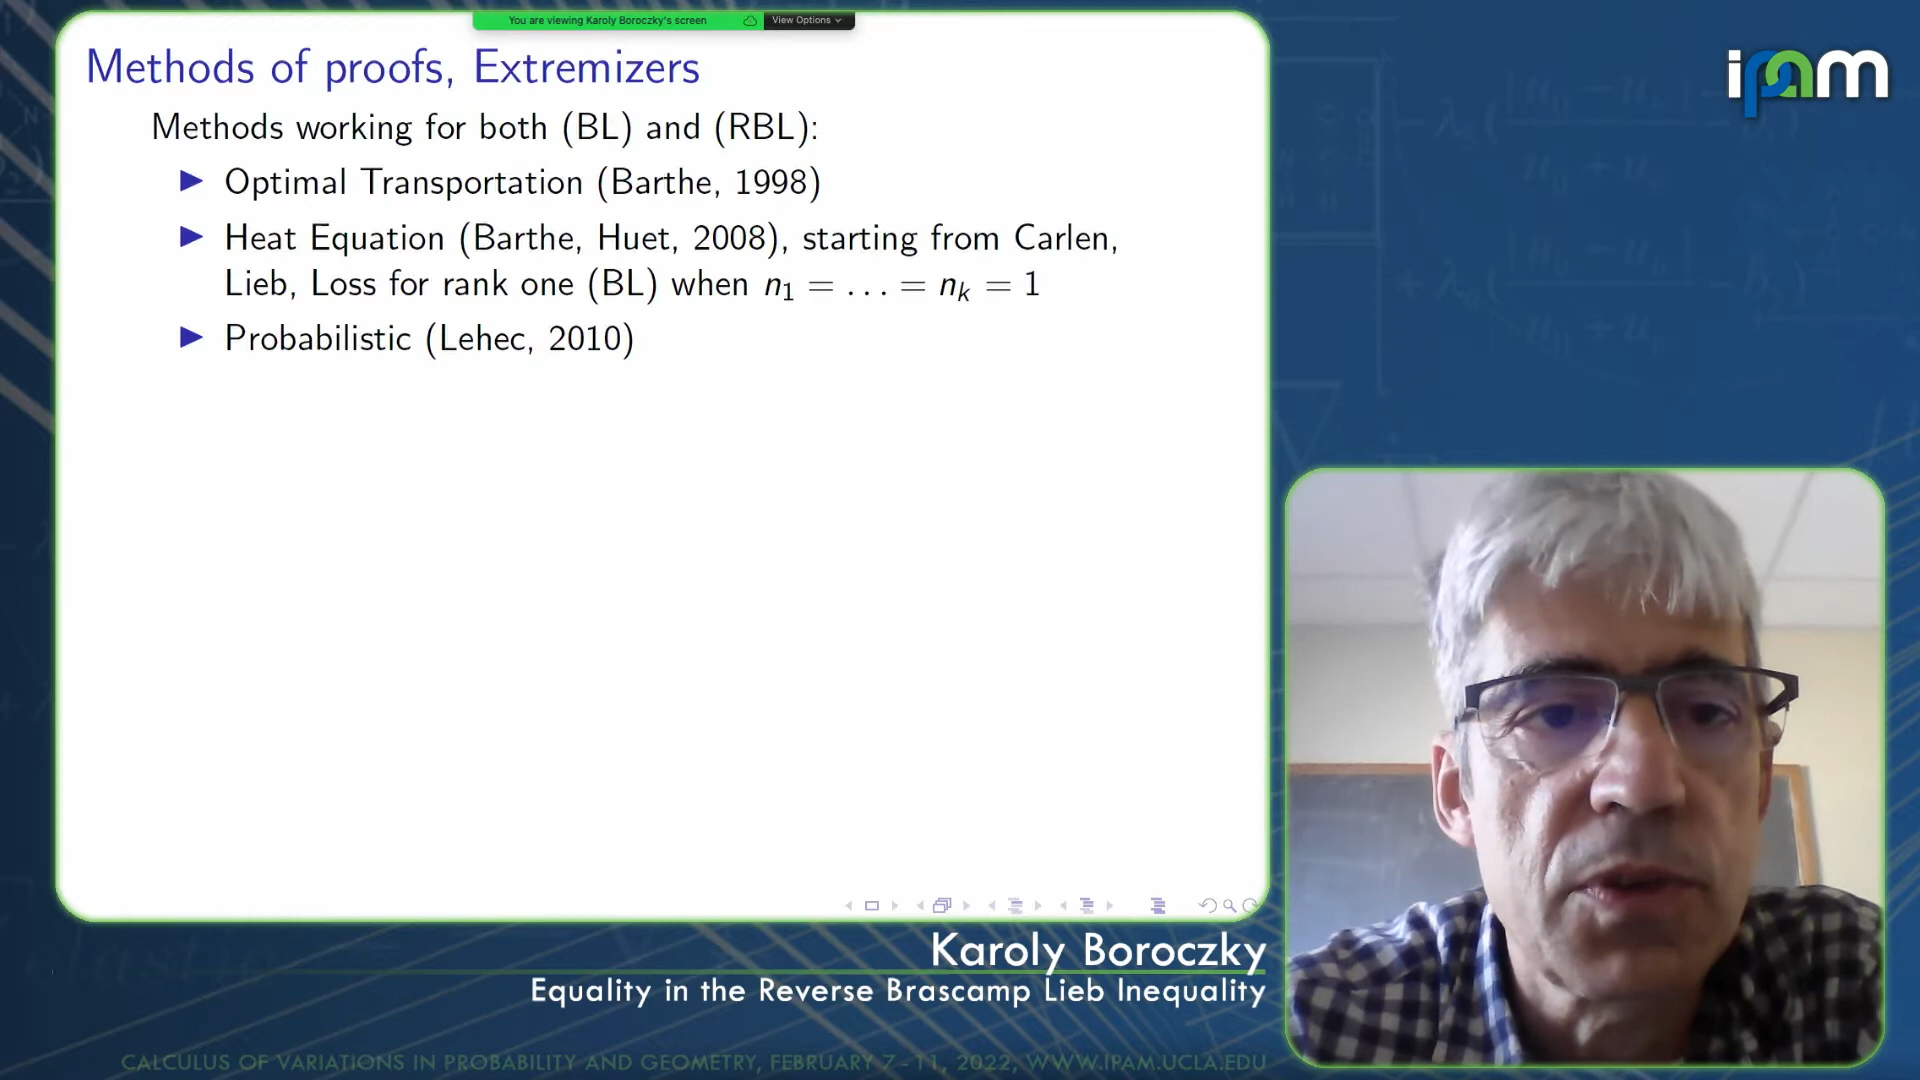 You are viewing Karoly Boroczky's screen
View Options
Methods of proofs, Extremizers
Methods working for both (BL) and (RBL):
▶ Optimal Transportation (Barthe, 1998)
▶ Heat Equation (Barthe, Huet, 2008), starting from Carlen,
Lieb, Loss for rank one (BL) when n₁ = … = nₖ = 1
▶ Probabilistic (Lehec, 2010)
ipam
Karoly Boroczky
Equality in the Reverse Brascamp Lieb Inequality
CALCULUS OF VARIATIONS IN PROBABILITY AND GEOMETRY, FEBRUARY 7 - 11, 2022, WWW.IPAM.UCLA.EDU